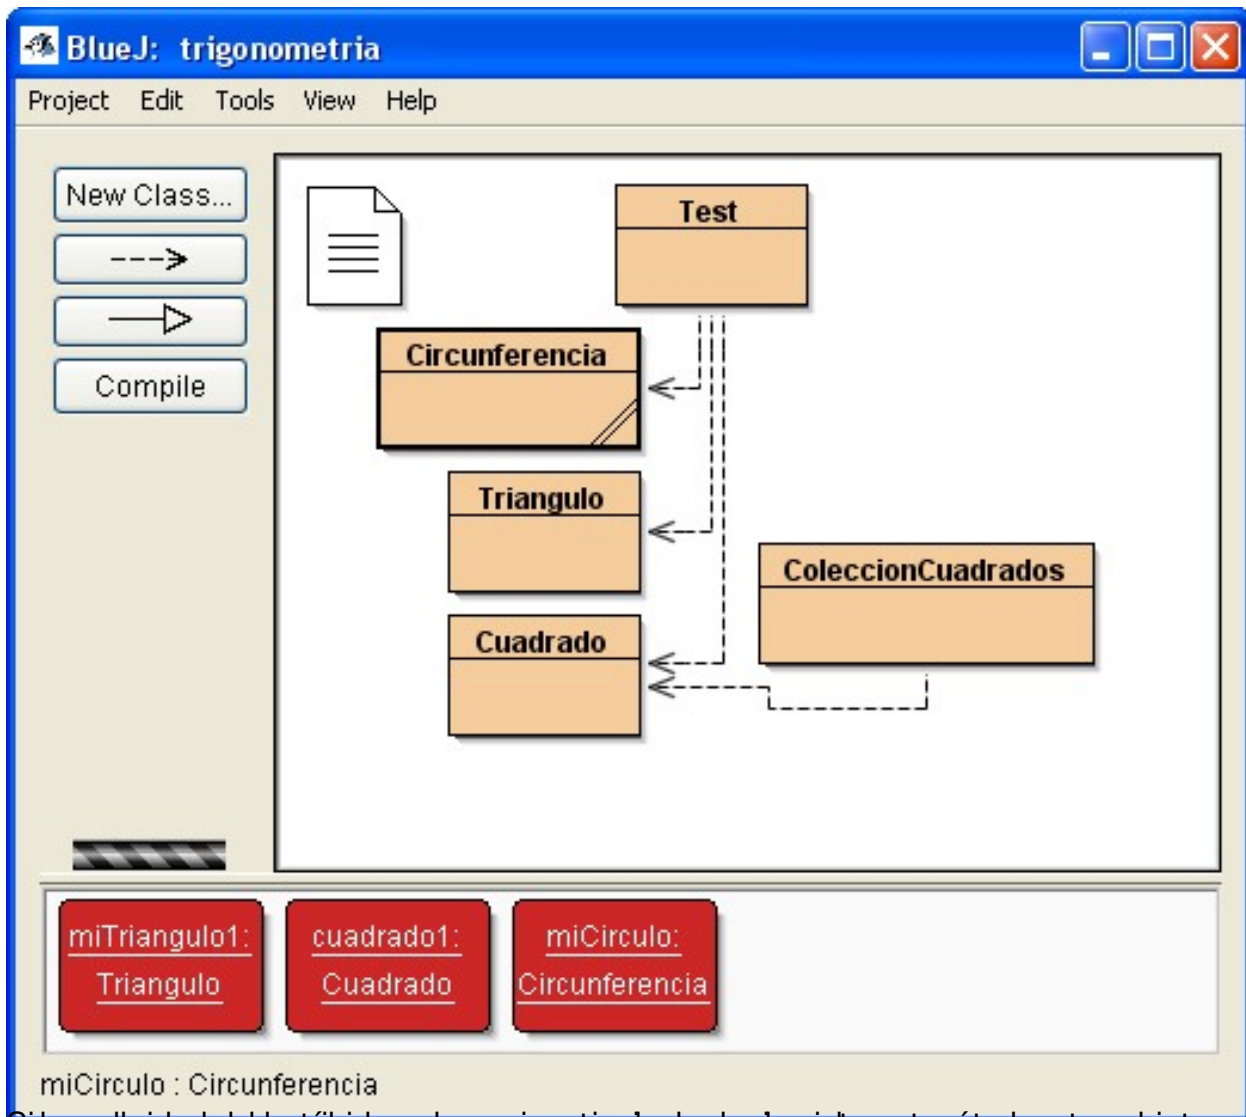 BlueJ: trigonometria
Project Edit Tools View Help
New Class...
Compile
Test
Circunferencia
Triangulo
ColeccionCuadrados
Cuadrado
miTriangulo1:
Triangulo
cuadrado1:
Cuadrado
miCirculo:
Circunferencia
miCirculo : Circunferencia